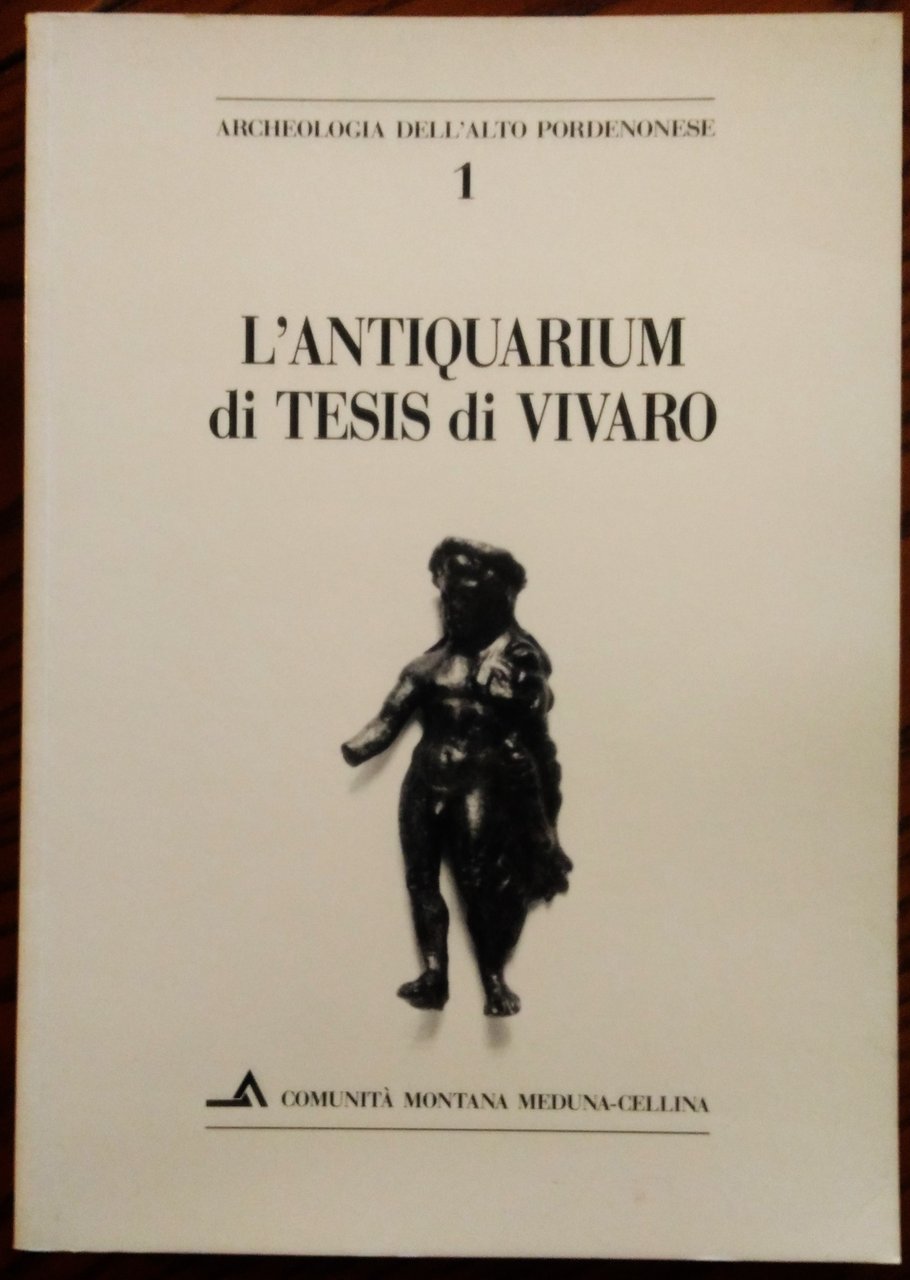 ARCHEOLOGIA DELL'ALTO PORDENONESE
1
L'ANTIQUARIUM
di TESIS di VIVARO
COMUNITÀ MONTANA MEDUNA-CELLINA